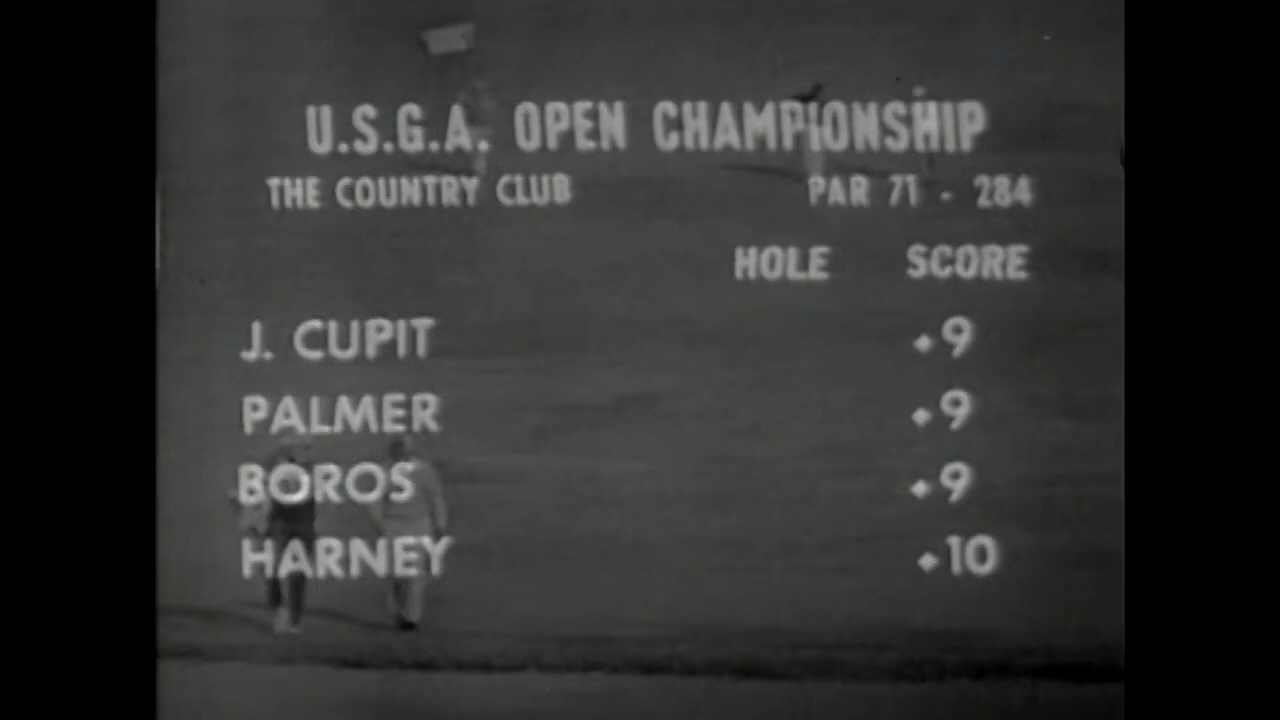 U.S.G.A. OPEN CHAMPIONSHIP
THE COUNTRY CLUB PAR 71 - 284
HOLE SCORE
J. CUPIT +9
PALMER +9
BOROS +9
HARNEY +10